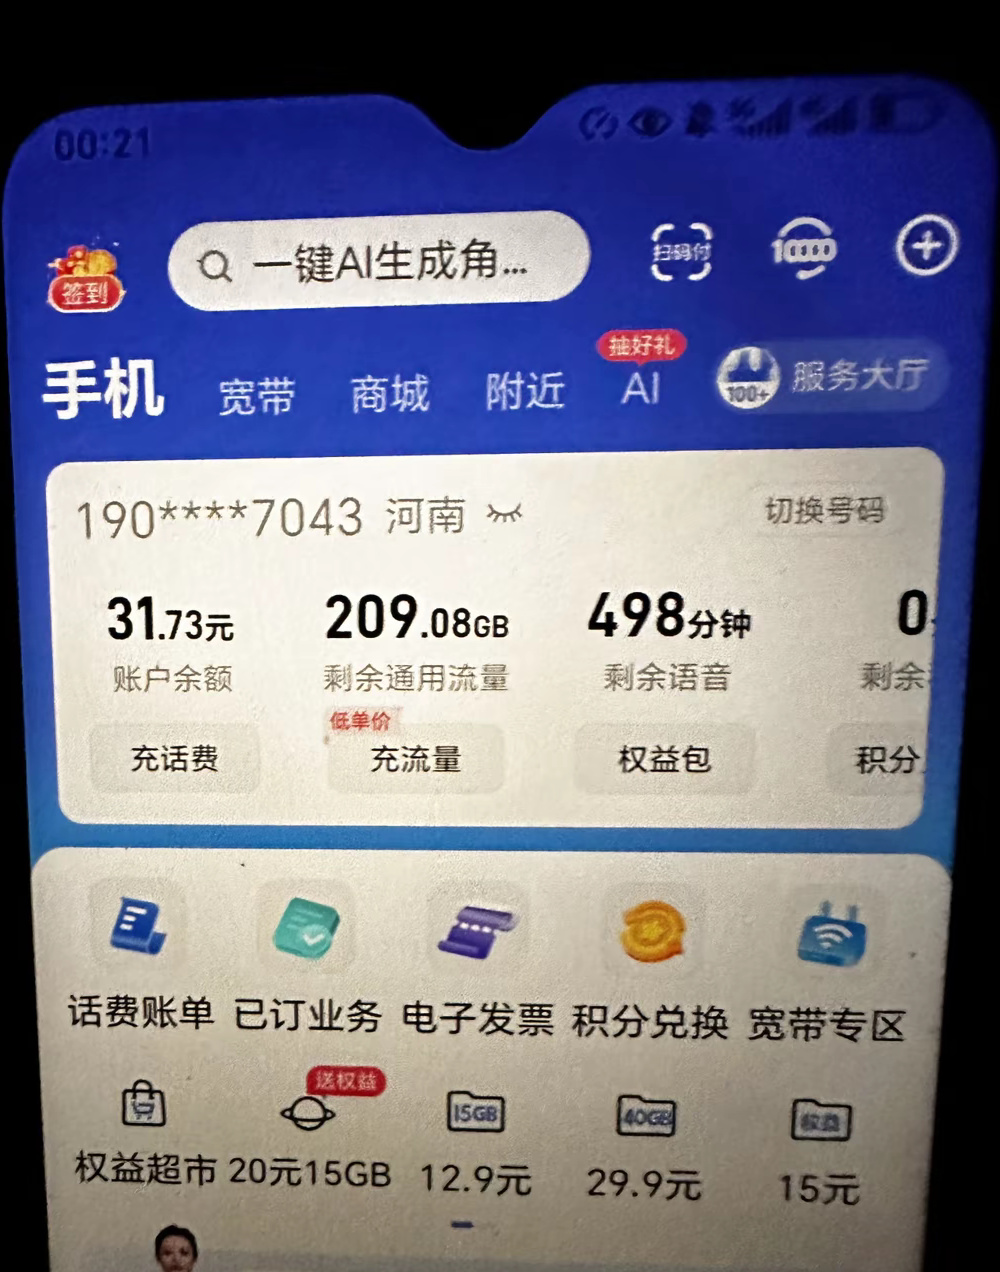 00:21
签到
一键AI生成角...
扫码付
手机
宽带
商城
附近
抽好礼
AI
100+
服务大厅
190****7043 河南
切换号码
31.73元
209.08GB
498分钟
0
账户余额
剩余通用流量
剩余语音
剩余
低单价
充话费
充流量
权益包
积分
话费账单
已订业务
电子发票
积分兑换
宽带专区
送权益
15GB
40GB
权益
权益超市
20元15GB
12.9元
29.9元
15元